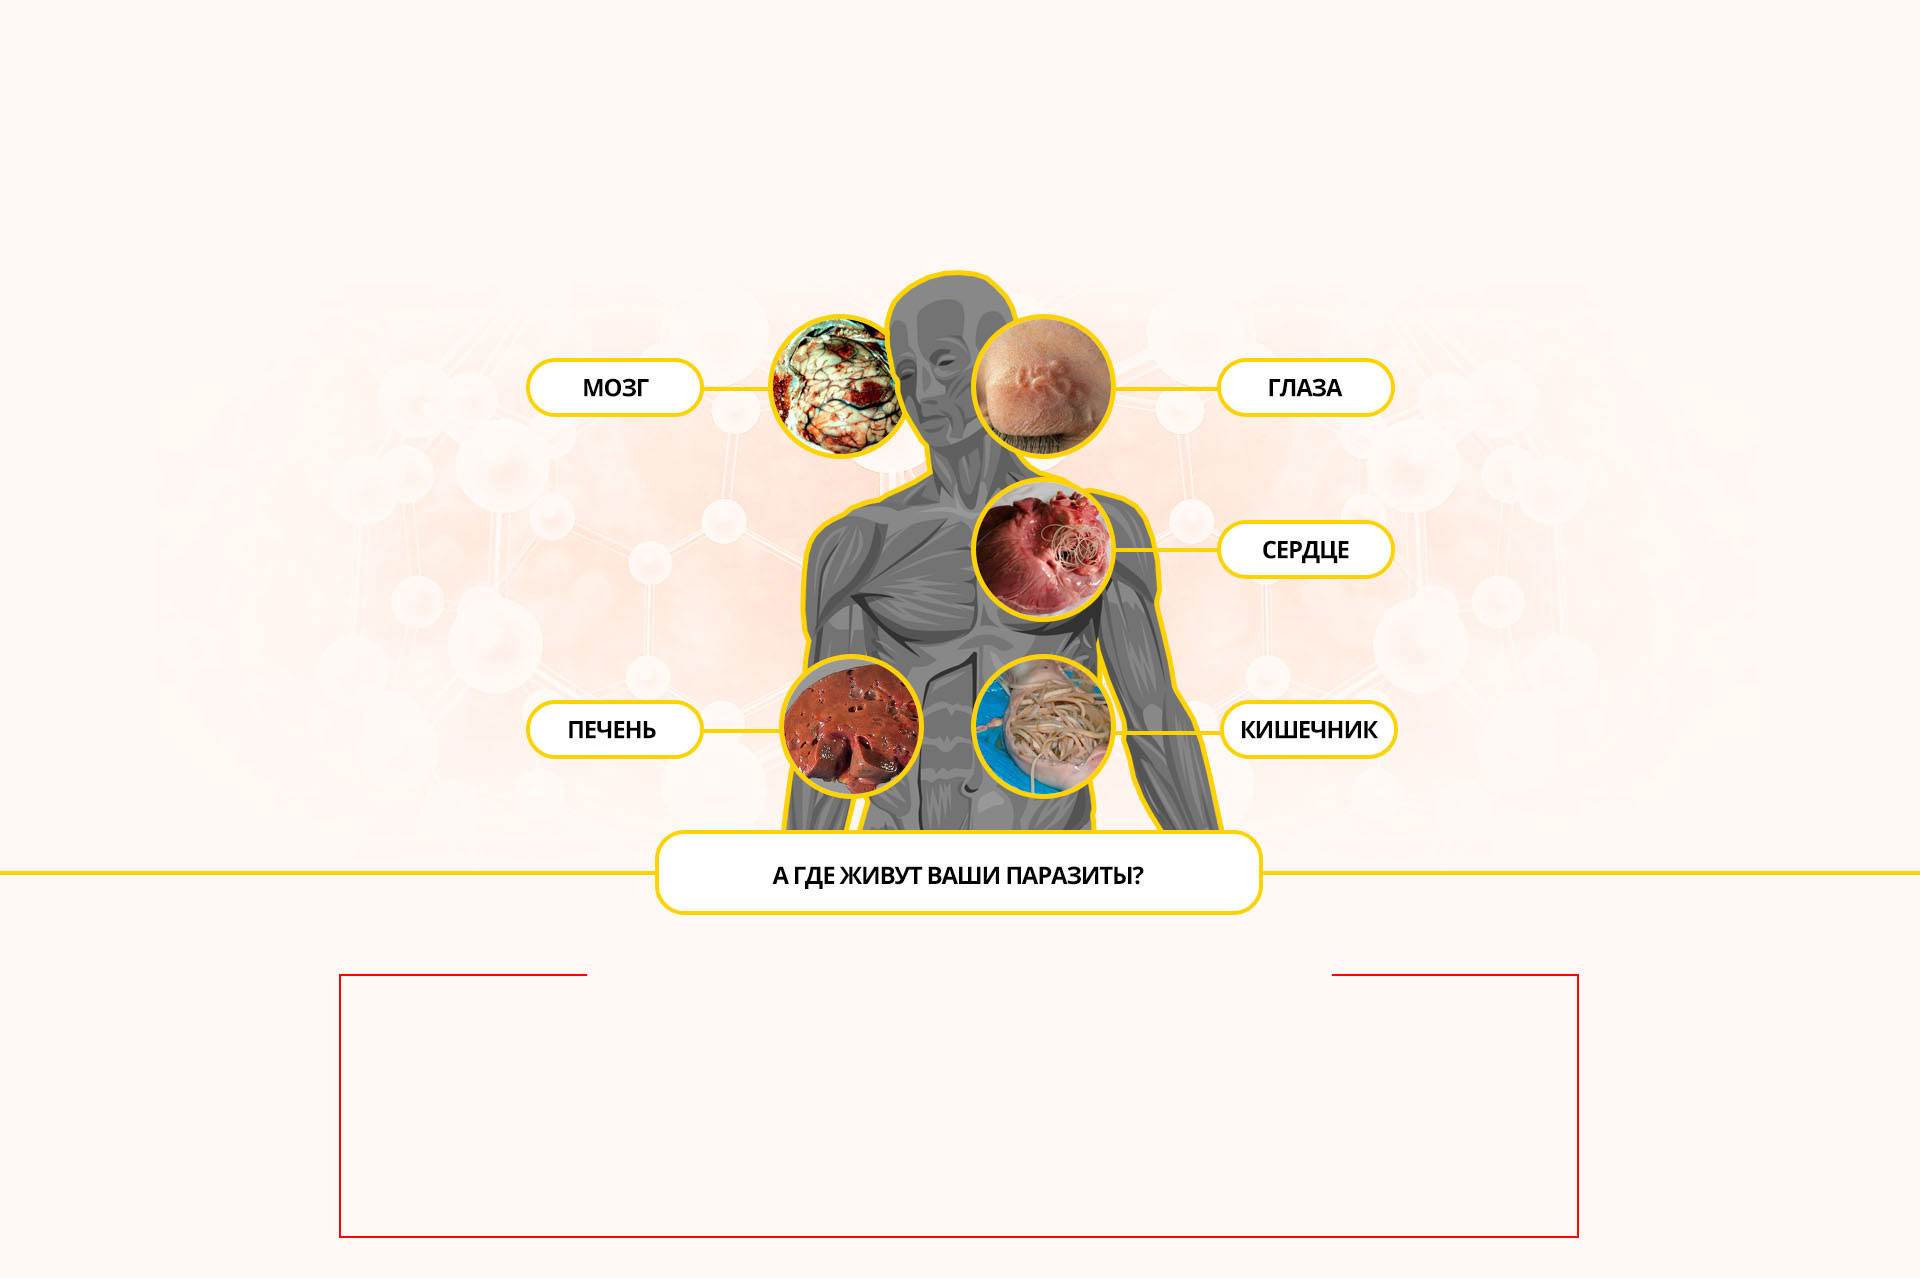 МОЗГ
ГЛАЗА
СЕРДЦЕ
ПЕЧЕНЬ
КИШЕЧНИК
А ГДЕ ЖИВУТ ВАШИ ПАРАЗИТЫ?